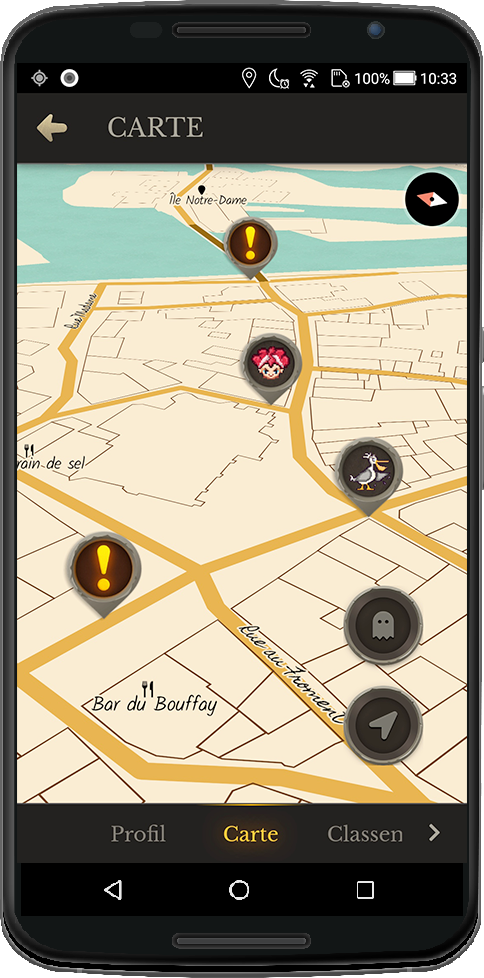 100% 10:33
CARTE
Île Notre-Dame
Rue Madame
rain de sel
Rue au Froment
Bar du Bouffay
Profil Carte Classen